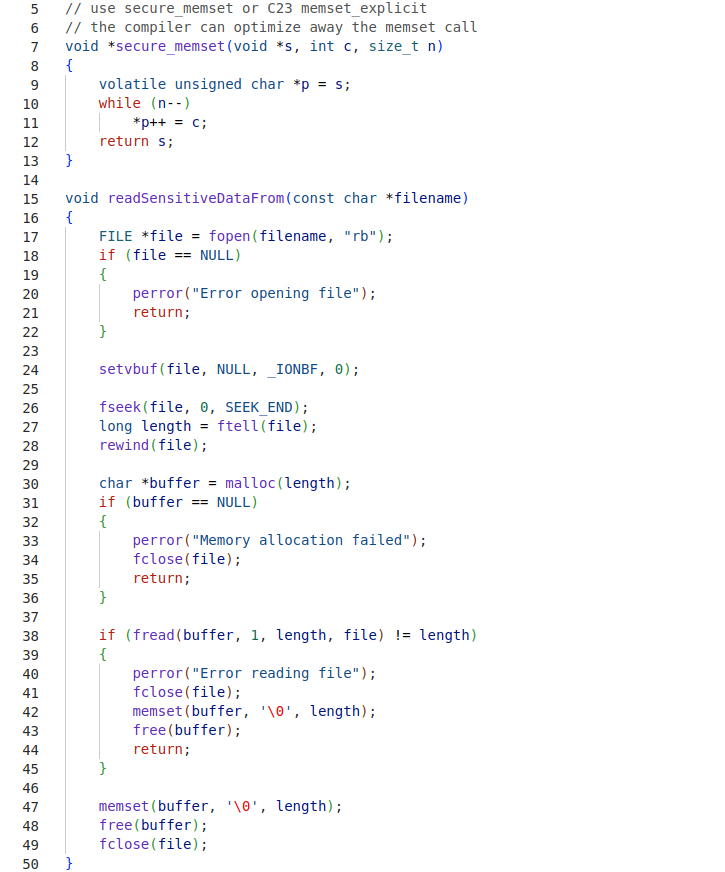 5 // use secure_memset or C23 memset_explicit
6 // the compiler can optimize away the memset call
7 void *secure_memset(void *s, int c, size_t n)
8 {
9     volatile unsigned char *p = s;
10     while (n--)
11         *p++ = c;
12     return s;
13 }
14
15 void readSensitiveDataFrom(const char *filename)
16 {
17     FILE *file = fopen(filename, "rb");
18     if (file == NULL)
19     {
20         perror("Error opening file");
21         return;
22     }
23
24     setvbuf(file, NULL, _IONBF, 0);
25
26     fseek(file, 0, SEEK_END);
27     long length = ftell(file);
28     rewind(file);
29
30     char *buffer = malloc(length);
31     if (buffer == NULL)
32     {
33         perror("Memory allocation failed");
34         fclose(file);
35         return;
36     }
37
38     if (fread(buffer, 1, length, file) != length)
39     {
40         perror("Error reading file");
41         fclose(file);
42         memset(buffer, '\0', length);
43         free(buffer);
44         return;
45     }
46
47     memset(buffer, '\0', length);
48     free(buffer);
49     fclose(file);
50 }